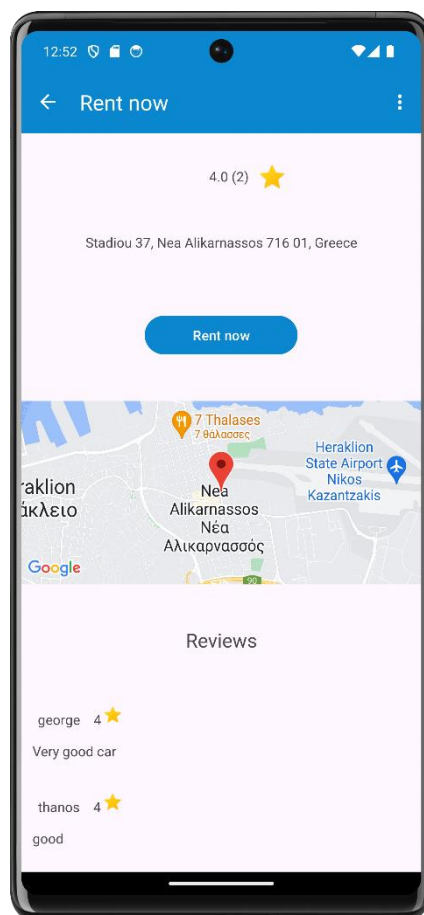 12:52
Rent now
4.0 (2)
Stadiou 37, Nea Alikarnassos 716 01, Greece
Rent now
7 Thalases
7 θάλασσες
Heraklion
State Airport
Nikos
Kazantzakis
raklion
άκλειο
Nea
Alikarnassos
Νέα
Αλικαρνασσός
Google
90
Reviews
george 4
Very good car
thanos 4
good